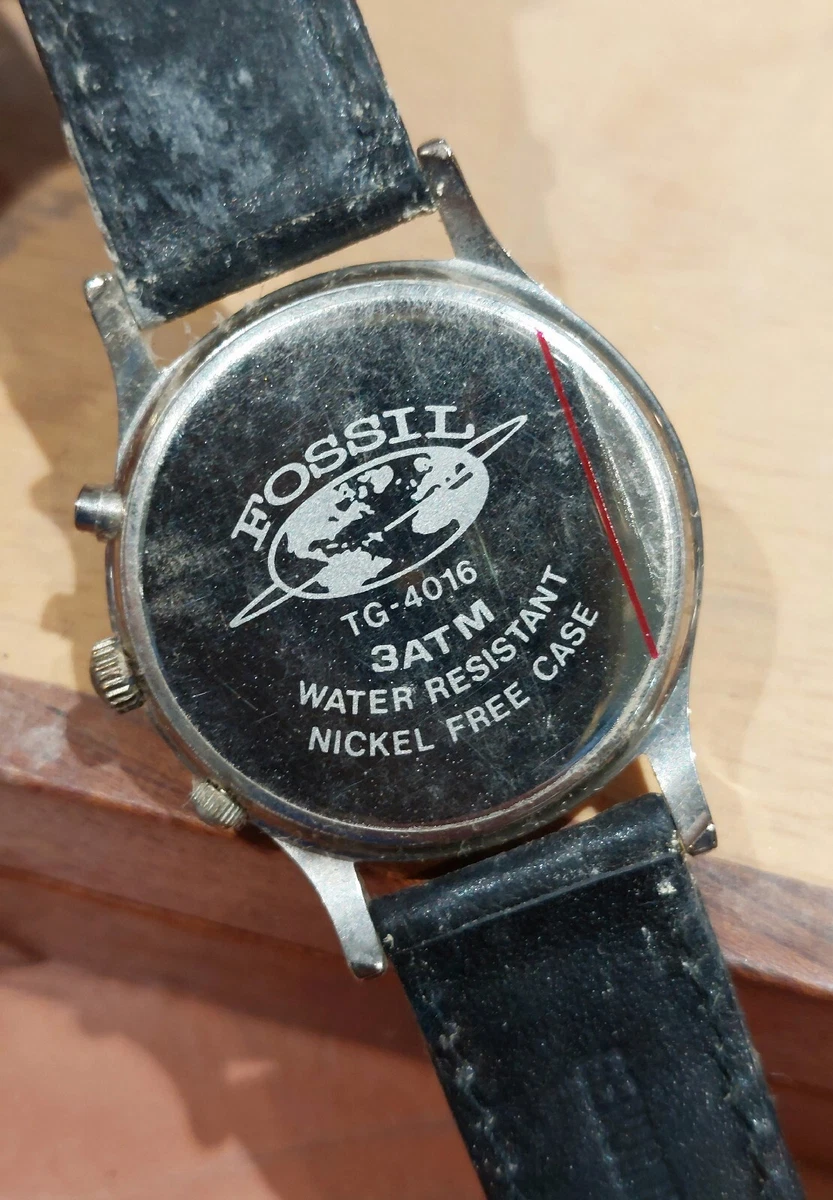 FOSSIL
TG-4016
3ATM
WATER RESISTANT
NICKEL FREE CASE